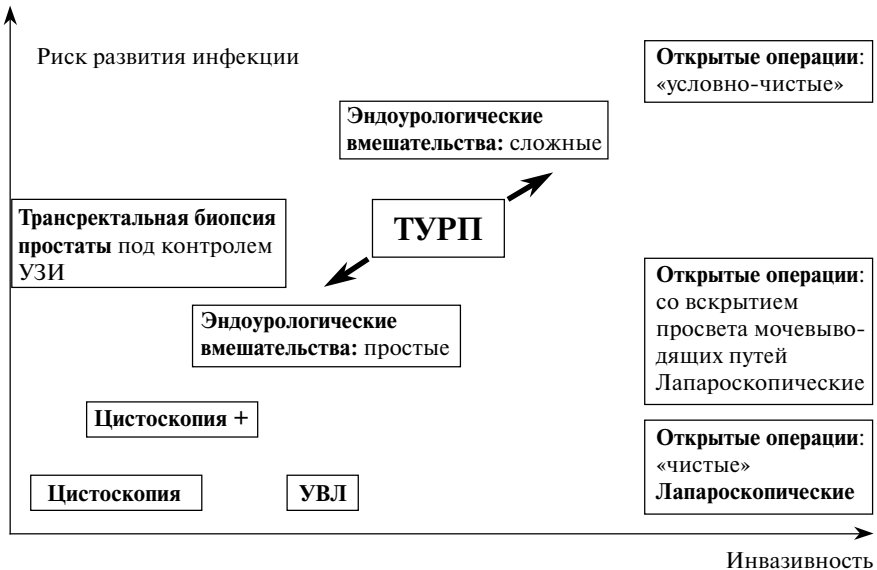 Риск развития инфекции
Открытые операции:
«условно-чистые»
Эндоурологические
вмешательства: сложные
Трансректальная биопсия
простаты под контролем
УЗИ
ТУРП
Открытые операции:
со вскрытием
просвета мочевыво-
дящих путей
Лапароскопические
Эндоурологические
вмешательства: простые
Цистоскопия +
Открытые операции:
«чистые»
Лапароскопические
Цистоскопия
УВЛ
Инвазивность